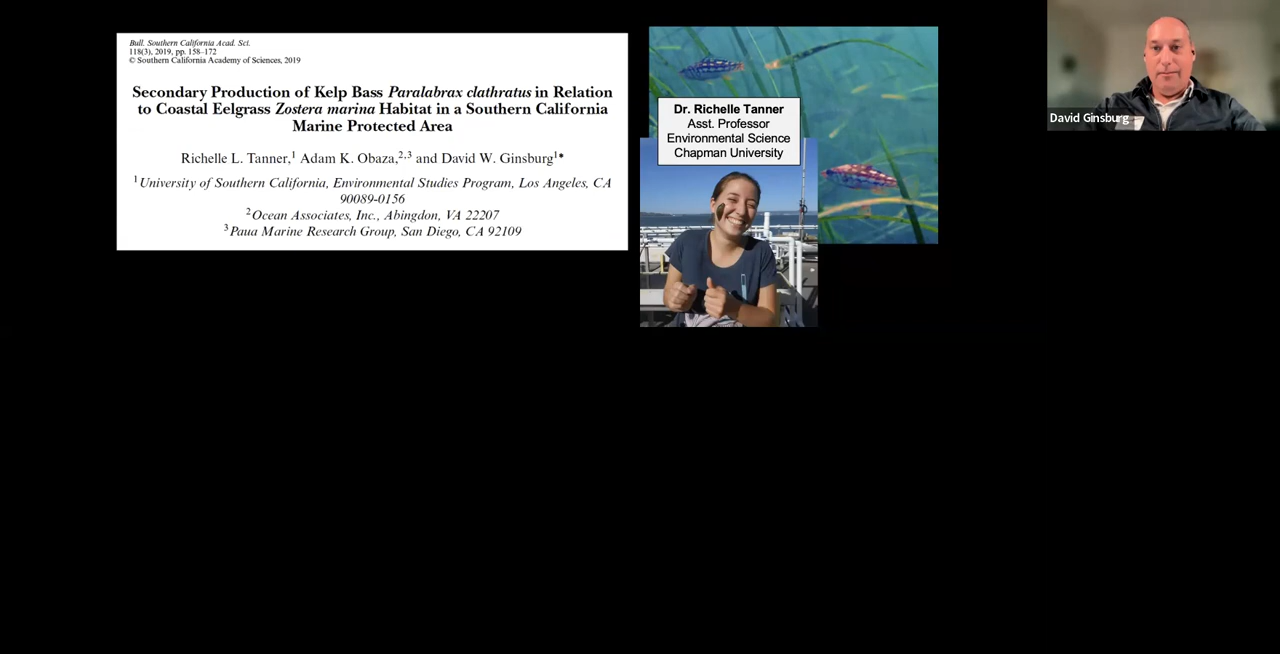 Bull. Southern California Acad. Sci.
118(3), 2019, pp. 158–172
© Southern California Academy of Sciences, 2019
Secondary Production of Kelp Bass Paralabrax clathratus in Relation
to Coastal Eelgrass Zostera marina Habitat in a Southern California
Marine Protected Area
Richelle L. Tanner,1 Adam K. Obaza,2,3 and David W. Ginsburg1*
1University of Southern California, Environmental Studies Program, Los Angeles, CA
90089-0156
2Ocean Associates, Inc., Abingdon, VA 22207
3Paua Marine Research Group, San Diego, CA 92109
Dr. Richelle Tanner
Asst. Professor
Environmental Science
Chapman University
David Ginsburg